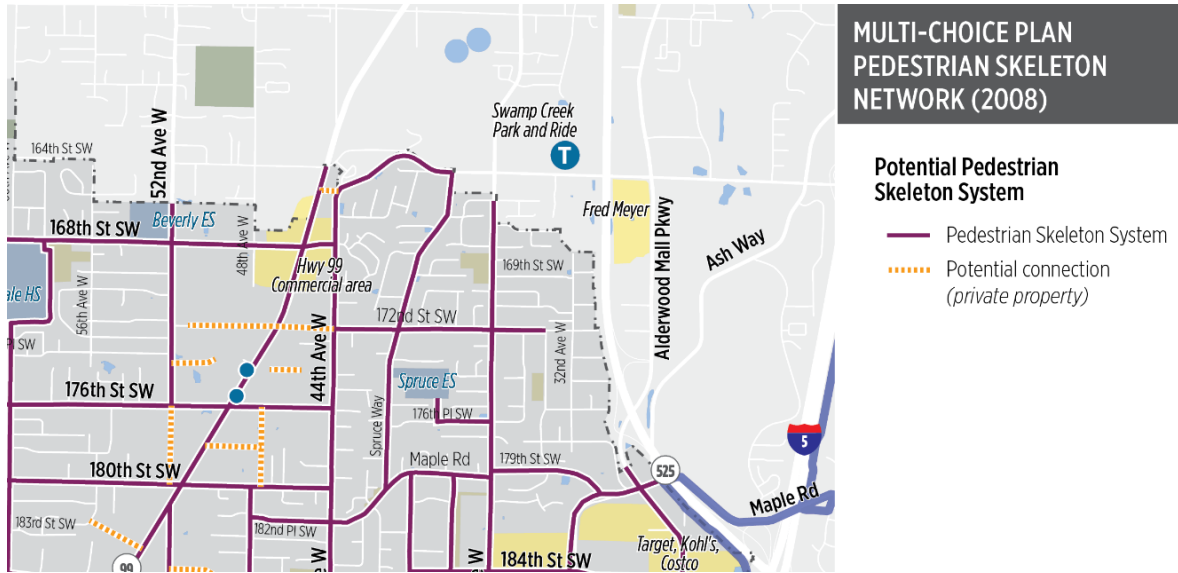 MULTI-CHOICE PLAN
PEDESTRIAN SKELETON
NETWORK (2008)
Potential Pedestrian
Skeleton System
Pedestrian Skeleton System
Potential connection
(private property)
Swamp Creek
Park and Ride
T
164th St SW
52nd Ave W
Beverly ES
Fred Meyer
168th St SW
48th Ave W
Hwy 99
Commercial area
169th St SW
Alderwood Mall Pkwy
Ash Way
ale HS
56th Ave W
172nd St SW
44th Ave W
32nd Ave W
Pl SW
Spruce ES
176th St SW
176th Pl SW
Spruce Way
5
180th St SW
Maple Rd
179th St SW
525
Maple Rd
183rd St SW
182nd Pl SW
99
W
W
184th St SW
Target, Kohl's,
Costco